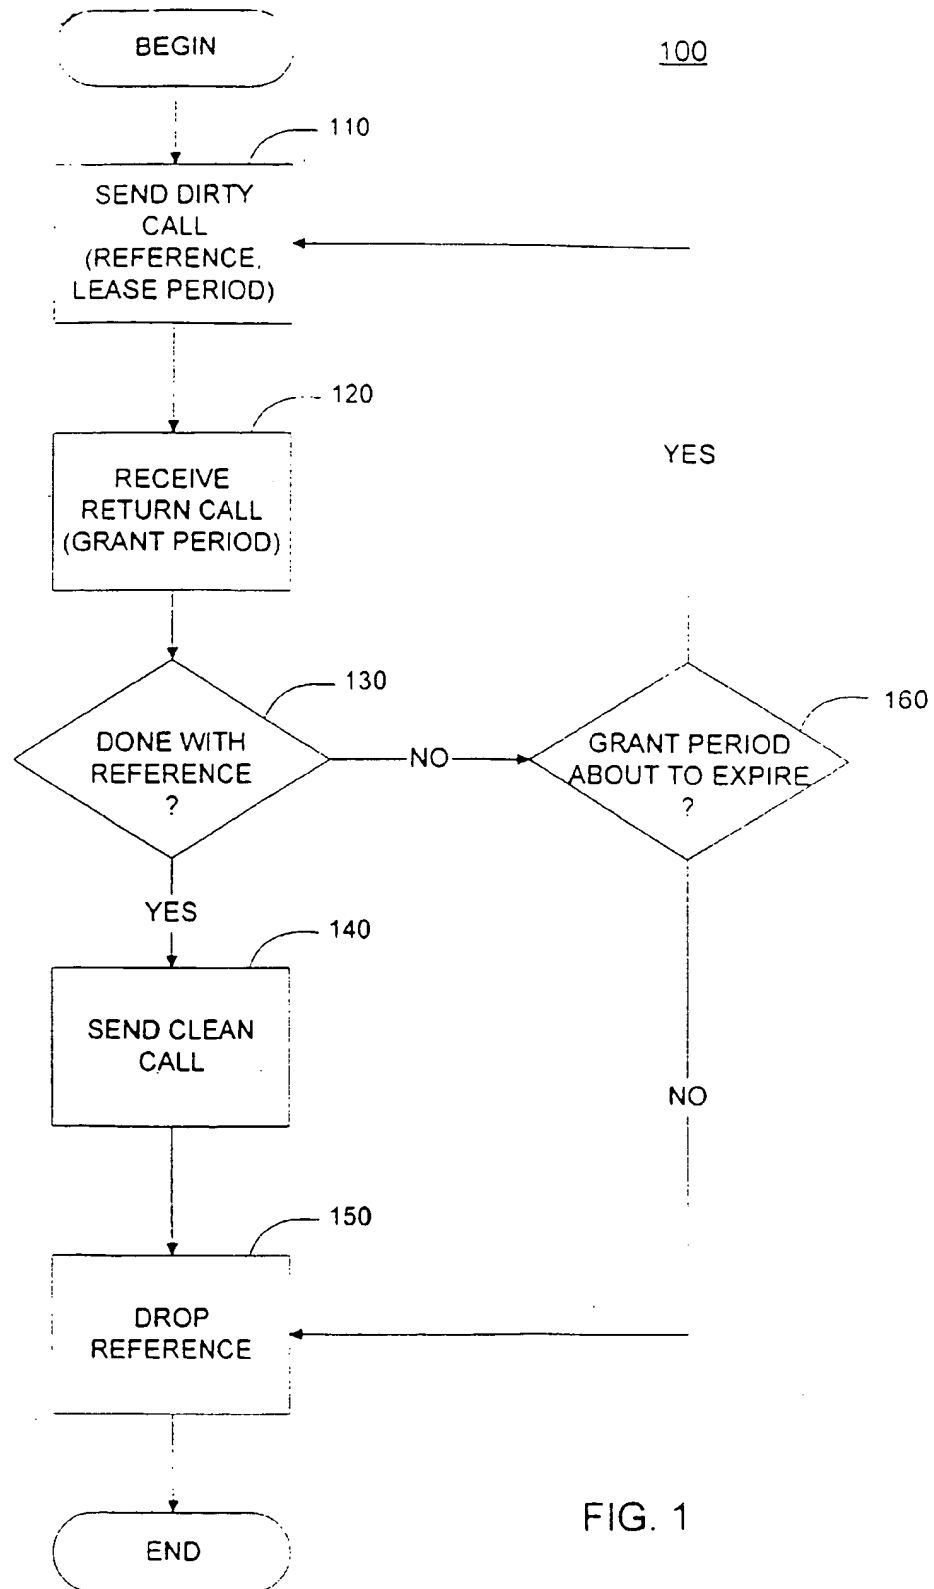 BEGIN
100
110
SEND DIRTY
CALL
(REFERENCE,
LEASE PERIOD)
120
RECEIVE
RETURN CALL
(GRANT PERIOD)
YES
130
DONE WITH
REFERENCE
?
NO
160
GRANT PERIOD
ABOUT TO EXPIRE
?
YES
140
SEND CLEAN
CALL
NO
150
DROP
REFERENCE
END
FIG. 1